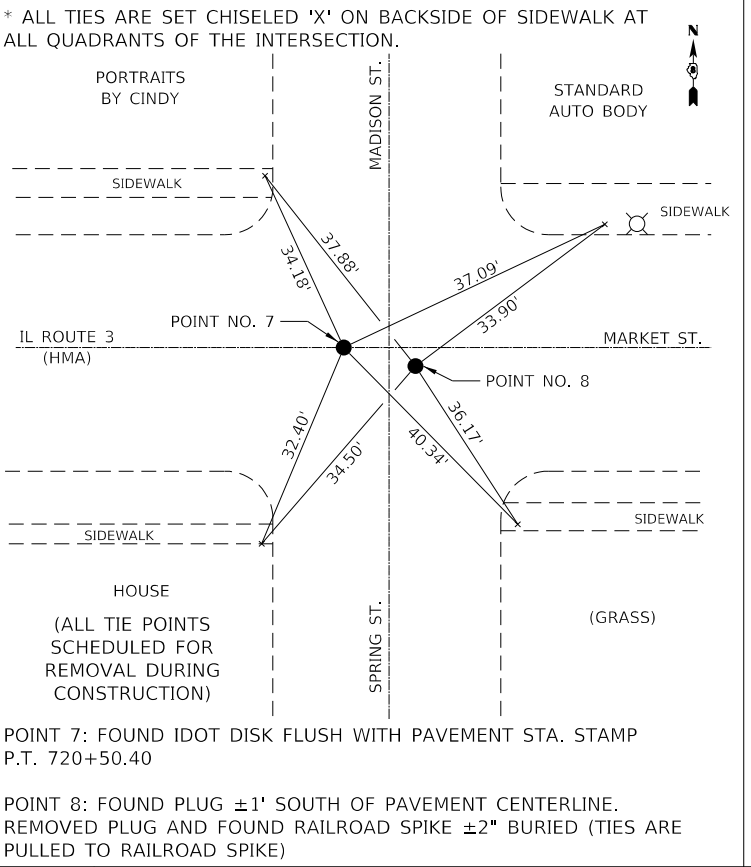 * ALL TIES ARE SET CHISELED 'X' ON BACKSIDE OF SIDEWALK AT
ALL QUADRANTS OF THE INTERSECTION.
N
PORTRAITS
BY CINDY
MADISON ST.
STANDARD
AUTO BODY
SIDEWALK
SIDEWALK
37.88'
34.18'
37.09'
33.90'
POINT NO. 7
IL ROUTE 3
(HMA)
MARKET ST.
POINT NO. 8
32.40'
34.50'
40.34'
36.17'
SIDEWALK
SIDEWALK
HOUSE
(ALL TIE POINTS
SCHEDULED FOR
REMOVAL DURING
CONSTRUCTION)
SPRING ST.
(GRASS)
POINT 7: FOUND IDOT DISK FLUSH WITH PAVEMENT STA. STAMP
P.T. 720+50.40
POINT 8: FOUND PLUG ±1' SOUTH OF PAVEMENT CENTERLINE.
REMOVED PLUG AND FOUND RAILROAD SPIKE ±2" BURIED (TIES ARE
PULLED TO RAILROAD SPIKE)